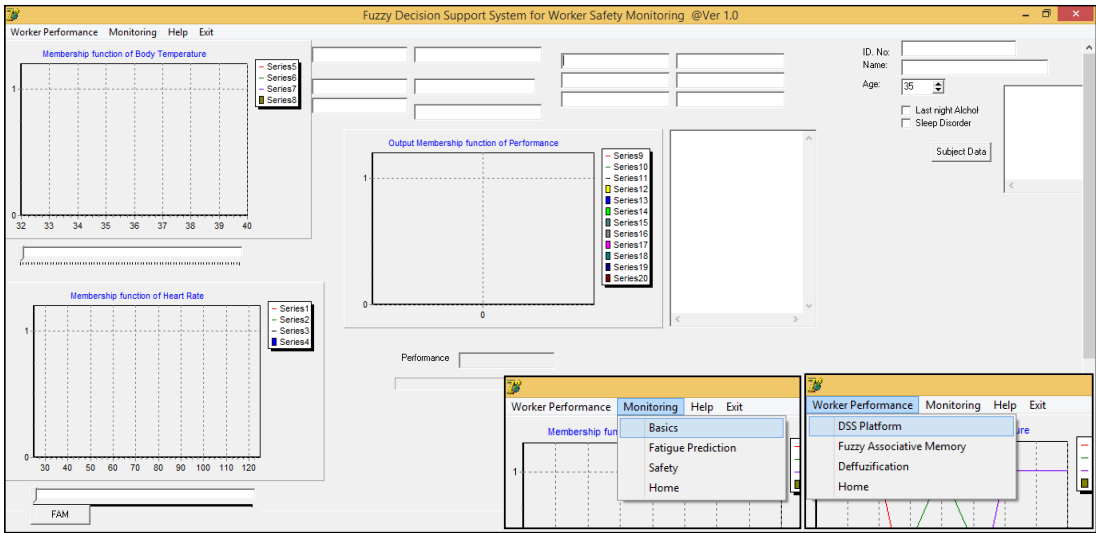 Fuzzy Decision Support System for Worker Safety Monitoring @Ver 1.0
Worker Performance Monitoring Help Exit
Membership function of Body Temperature
Series5
Series6
Series7
Series8
1
0
32 33 34 35 36 37 38 39 40
ID. No:
Name:
Age: 35
Last night Alchol
Sleep Disorder
Subject Data
Output Membership function of Performance
Series9
Series10
Series11
Series12
Series13
Series14
Series15
Series16
Series17
Series18
Series19
Series20
1
0
0
Membership function of Heart Rate
Series1
Series2
Series3
Series4
1
0
30 40 50 60 70 80 90 100 110 120
FAM
Performance
Worker Performance Monitoring Help Exit
Membership fun
Basics
Fatigue Prediction
Safety
Home
1
Worker Performance Monitoring Help Exit
DSS Platform
Fuzzy Associative Memory
Deffuzification
Home
ure